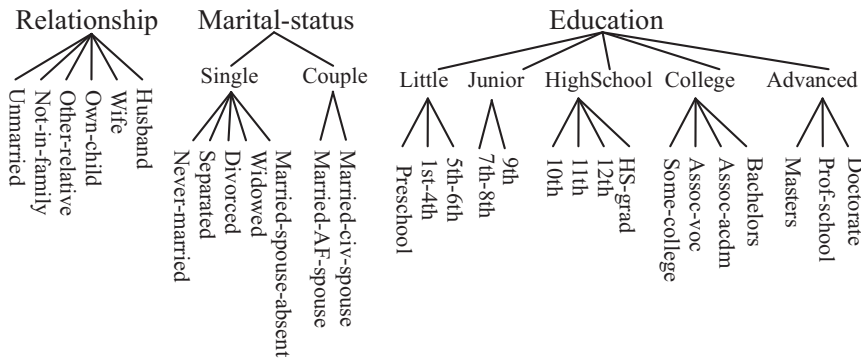 Relationship
Marital-status
Education
Single
Couple
Little
Junior
HighSchool
College
Advanced
Unmarried
Not-in-family
Other-relative
Own-child
Wife
Husband
Never-married
Separated
Divorced
Widowed
Married-spouse-absent
Married-AF-spouse
Married-civ-spouse
Preschool
1st-4th
5th-6th
7th-8th
9th
10th
11th
12th
HS-grad
Some-college
Assoc-voc
Assoc-acdm
Bachelors
Masters
Prof-school
Doctorate